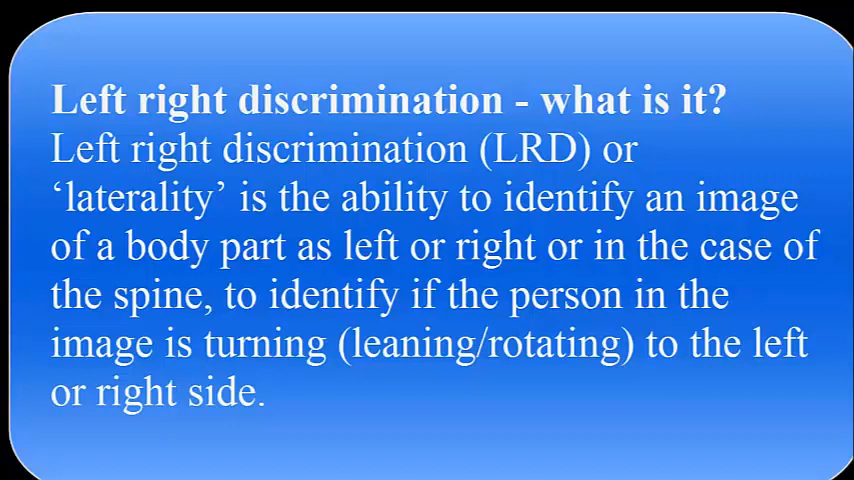 Left right discrimination - what is it?
Left right discrimination (LRD) or
‘laterality’ is the ability to identify an image
of a body part as left or right or in the case of
the spine, to identify if the person in the
image is turning (leaning/rotating) to the left
or right side.